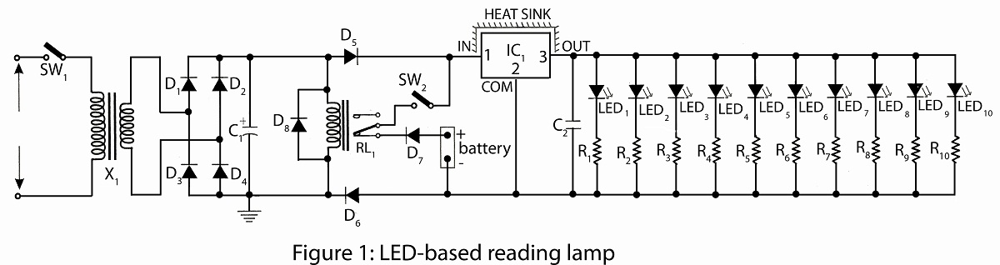 HEAT SINK
D5
IN
1
IC1
2
3
OUT
COM
SW1
D1
D2
C1
+
D8
RL1
SW2
D7
+
battery
-
C2
LED1
LED2
LED3
LED4
LED5
LED6
LED7
LED8
LED9
LED10
X1
D3
D4
R1
R2
R3
R4
R5
R6
R7
R8
R9
R10
D6
Figure 1: LED-based reading lamp